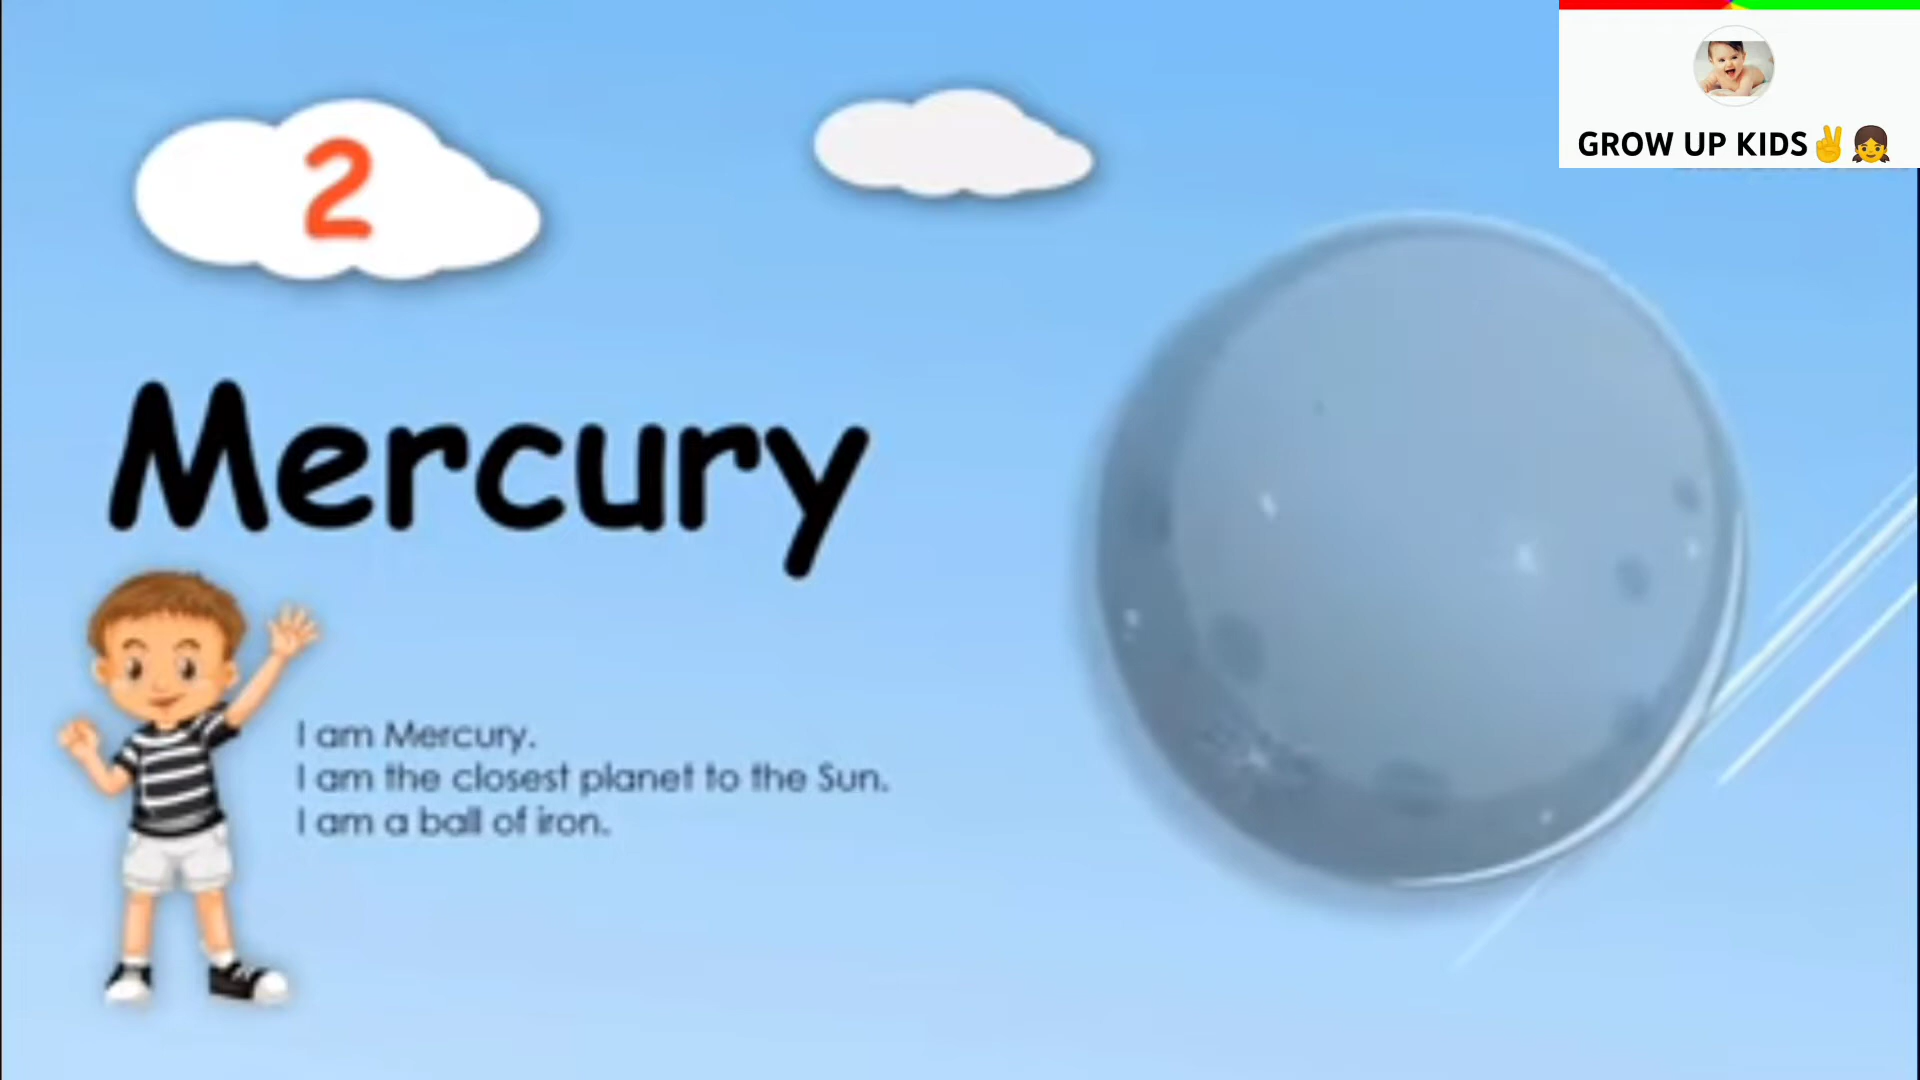 2
GROW UP KIDS✌👧
Mercury
I am Mercury.
I am the closest planet to the Sun.
I am a ball of iron.